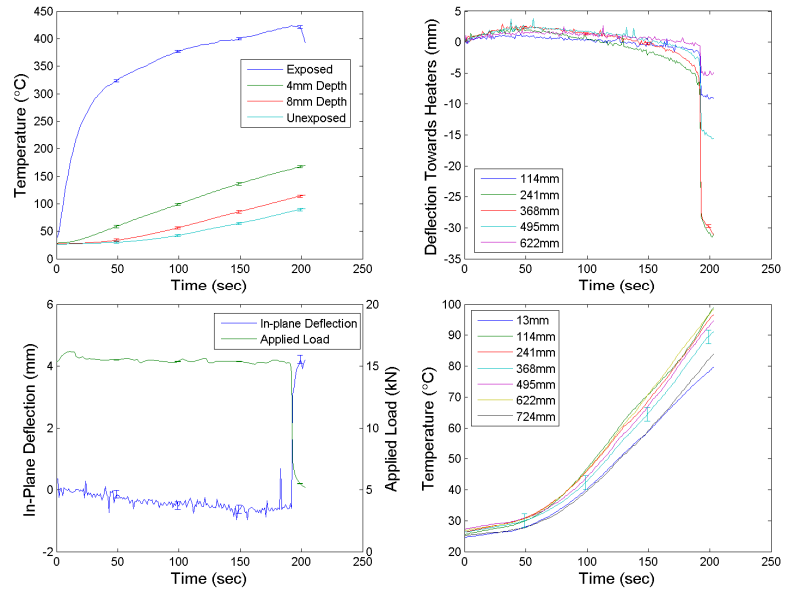 450
400
350
300
250
200
150
100
50
0
Temperature (°C)
Exposed
4mm Depth
8mm Depth
Unexposed
0 50 100 150 200 250
Time (sec)
5
0
-5
-10
-15
-20
-25
-30
-35
Deflection Towards Heaters (mm)
114mm
241mm
368mm
495mm
622mm
0 50 100 150 200 250
Time (sec)
6
4
2
0
-2
In-Plane Deflection (mm)
In-plane Deflection
Applied Load
20
15
10
5
0
Applied Load (kN)
0 50 100 150 200 250
Time (sec)
100
90
80
70
60
50
40
30
20
Temperature (°C)
13mm
114mm
241mm
368mm
495mm
622mm
724mm
0 50 100 150 200 250
Time (sec)